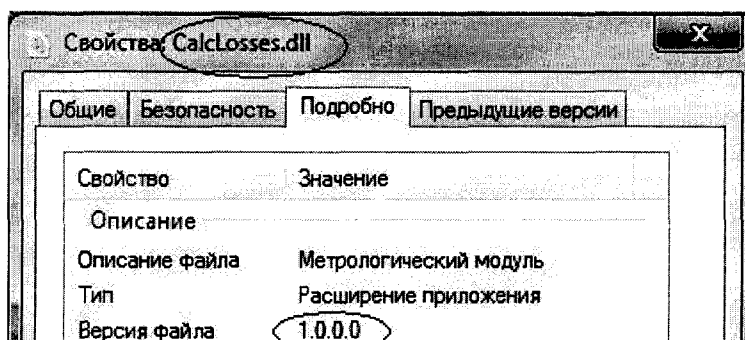 Свойства: CalcLosses.dll
Общие Безопасность Подробно Предыдущие версии
Свойство Значение
Описание
Описание файла Метрологический модуль
Тип Расширение приложения
Версия файла 1.0.0.0